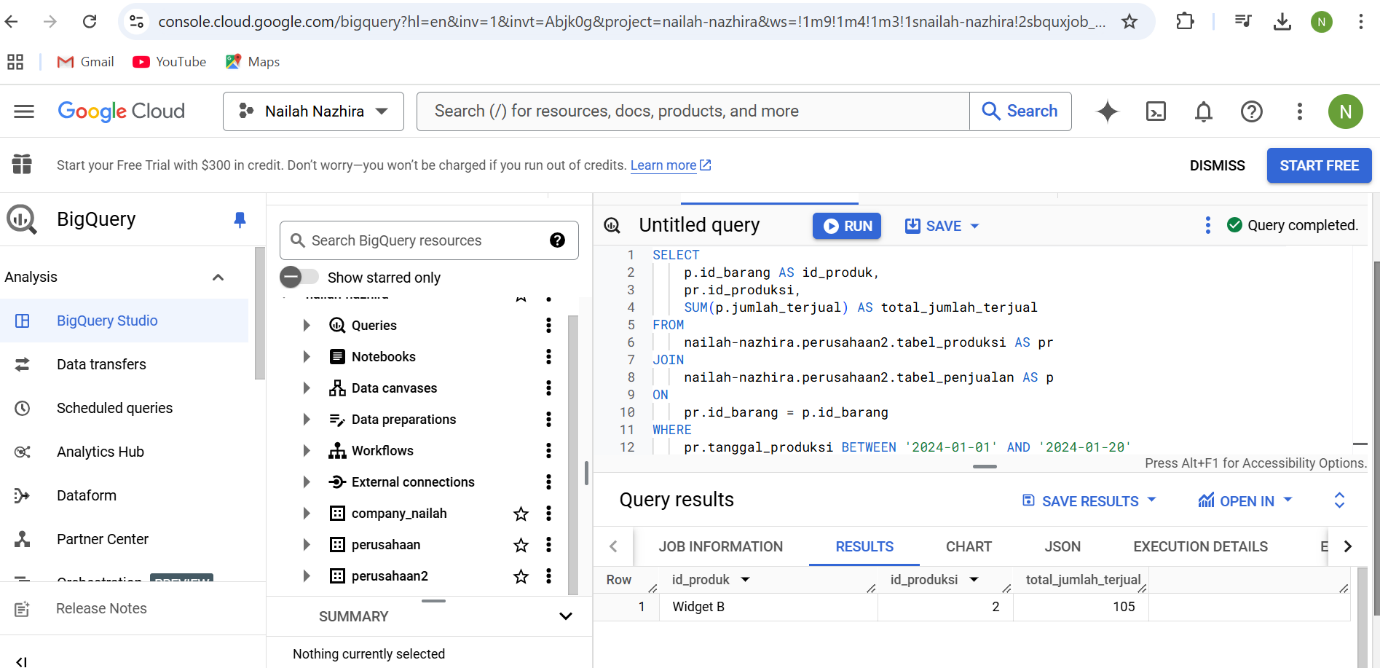 console.cloud.google.com/bigquery?hl=en&inv=1&invt=Abjk0g&project=nailah-nazhira&ws=!1m9!1m4!1m3!1snailah-nazhira!2sbquxjob_...
N
Gmail
YouTube
Maps
Google Cloud
Nailah Nazhira
Search (/) for resources, docs, products, and more
Search
N
Start your Free Trial with $300 in credit. Don't worry—you won't be charged if you run out of credits. Learn more
DISMISS
START FREE
BigQuery
Analysis
BigQuery Studio
Data transfers
Scheduled queries
Analytics Hub
Dataform
Partner Center
Orchestration PREVIEW
Release Notes
Search BigQuery resources
Show starred only
nailah-nazhira
Queries
Notebooks
Data canvases
Data preparations
Workflows
External connections
company_nailah
perusahaan
perusahaan2
SUMMARY
Nothing currently selected
Untitled query
RUN
SAVE
Query completed.
1 SELECT
2 p.id_barang AS id_produk,
3 pr.id_produksi,
4 SUM(p.jumlah_terjual) AS total_jumlah_terjual
5 FROM
6 nailah-nazhira.perusahaan2.tabel_produksi AS pr
7 JOIN
8 nailah-nazhira.perusahaan2.tabel_penjualan AS p
9 ON
10 pr.id_barang = p.id_barang
11 WHERE
12 pr.tanggal_produksi BETWEEN '2024-01-01' AND '2024-01-20'
Press Alt+F1 for Accessibility Options.
Query results
SAVE RESULTS
OPEN IN
JOB INFORMATION
RESULTS
CHART
JSON
EXECUTION DETAILS
E
Row id_produk id_produksi total_jumlah_terjual
1 Widget B 2 105